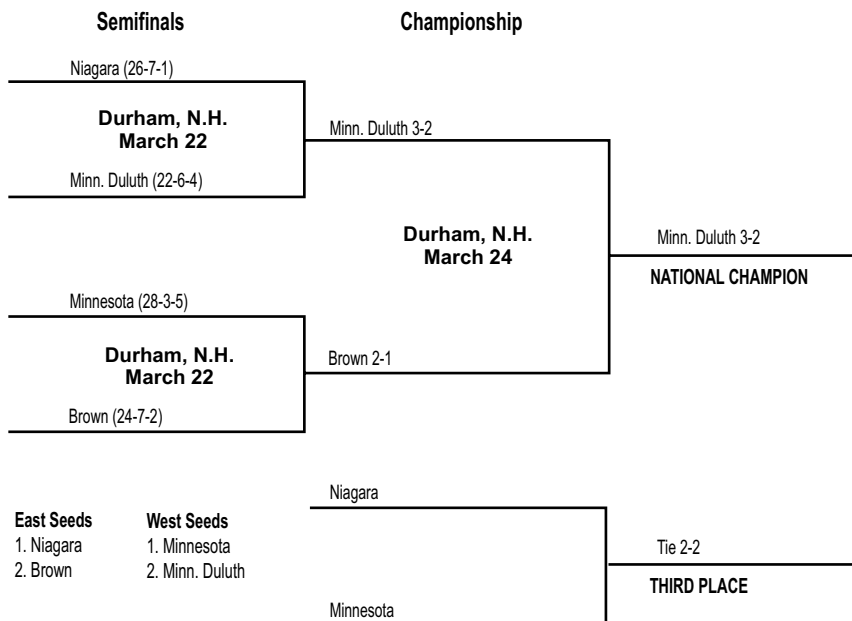 Semifinals
Championship
Niagara (26-7-1)
Durham, N.H.
March 22
Minn. Duluth 3-2
Minn. Duluth (22-6-4)
Durham, N.H.
March 24
Minn. Duluth 3-2
NATIONAL CHAMPION
Minnesota (28-3-5)
Durham, N.H.
March 22
Brown 2-1
Brown (24-7-2)
East Seeds
1. Niagara
2. Brown
West Seeds
1. Minnesota
2. Minn. Duluth
Niagara
Tie 2-2
THIRD PLACE
Minnesota